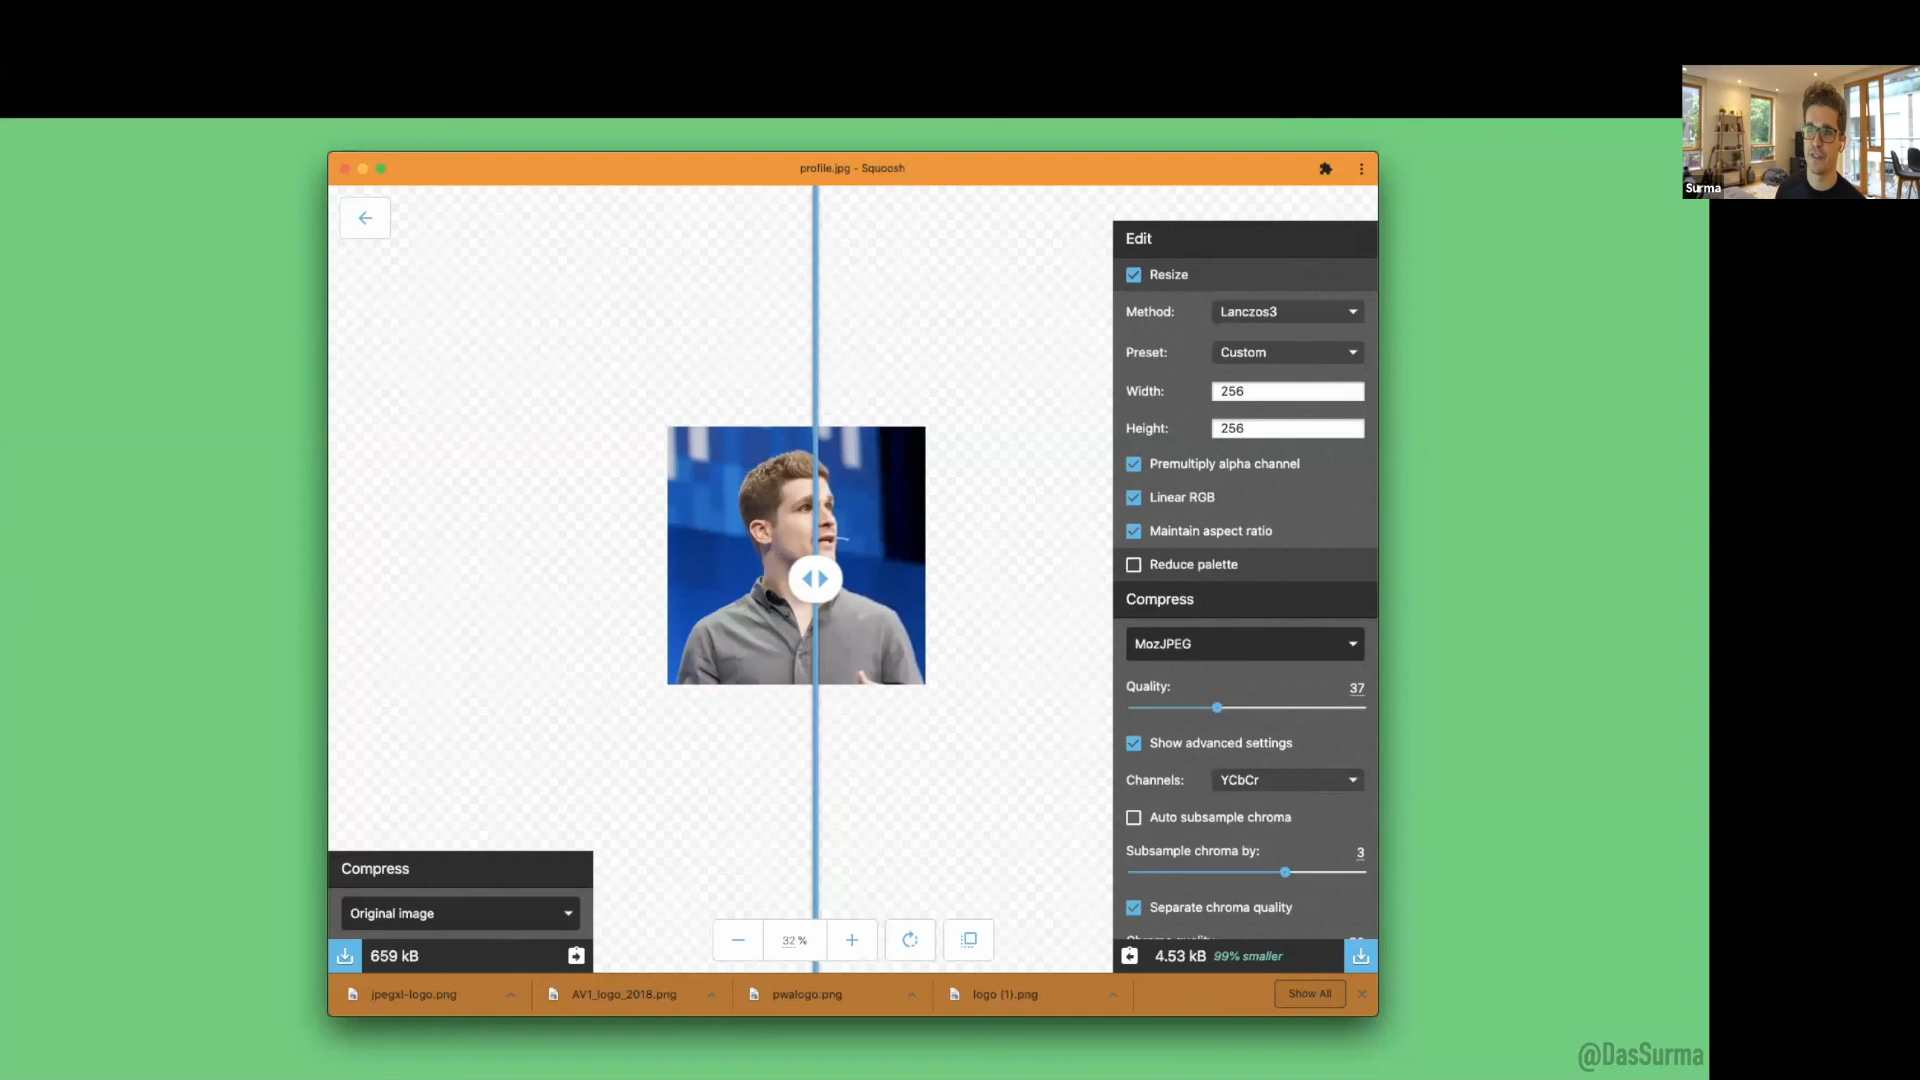 profile.jpg - Squoosh
Surma
Edit
Resize
Method: Lanczos3
Preset: Custom
Width: 256
Height: 256
Premultiply alpha channel
Linear RGB
Maintain aspect ratio
Reduce palette
Compress
MozJPEG
Quality: 37
Show advanced settings
Channels: YCbCr
Auto subsample chroma
Subsample chroma by: 3
Separate chroma quality
Compress
Original image
659 kB
32 %
4.53 kB 99% smaller
jpegxl-logo.png
AV1_logo_2018.png
pwalogo.png
logo (1).png
Show All
@DasSurma